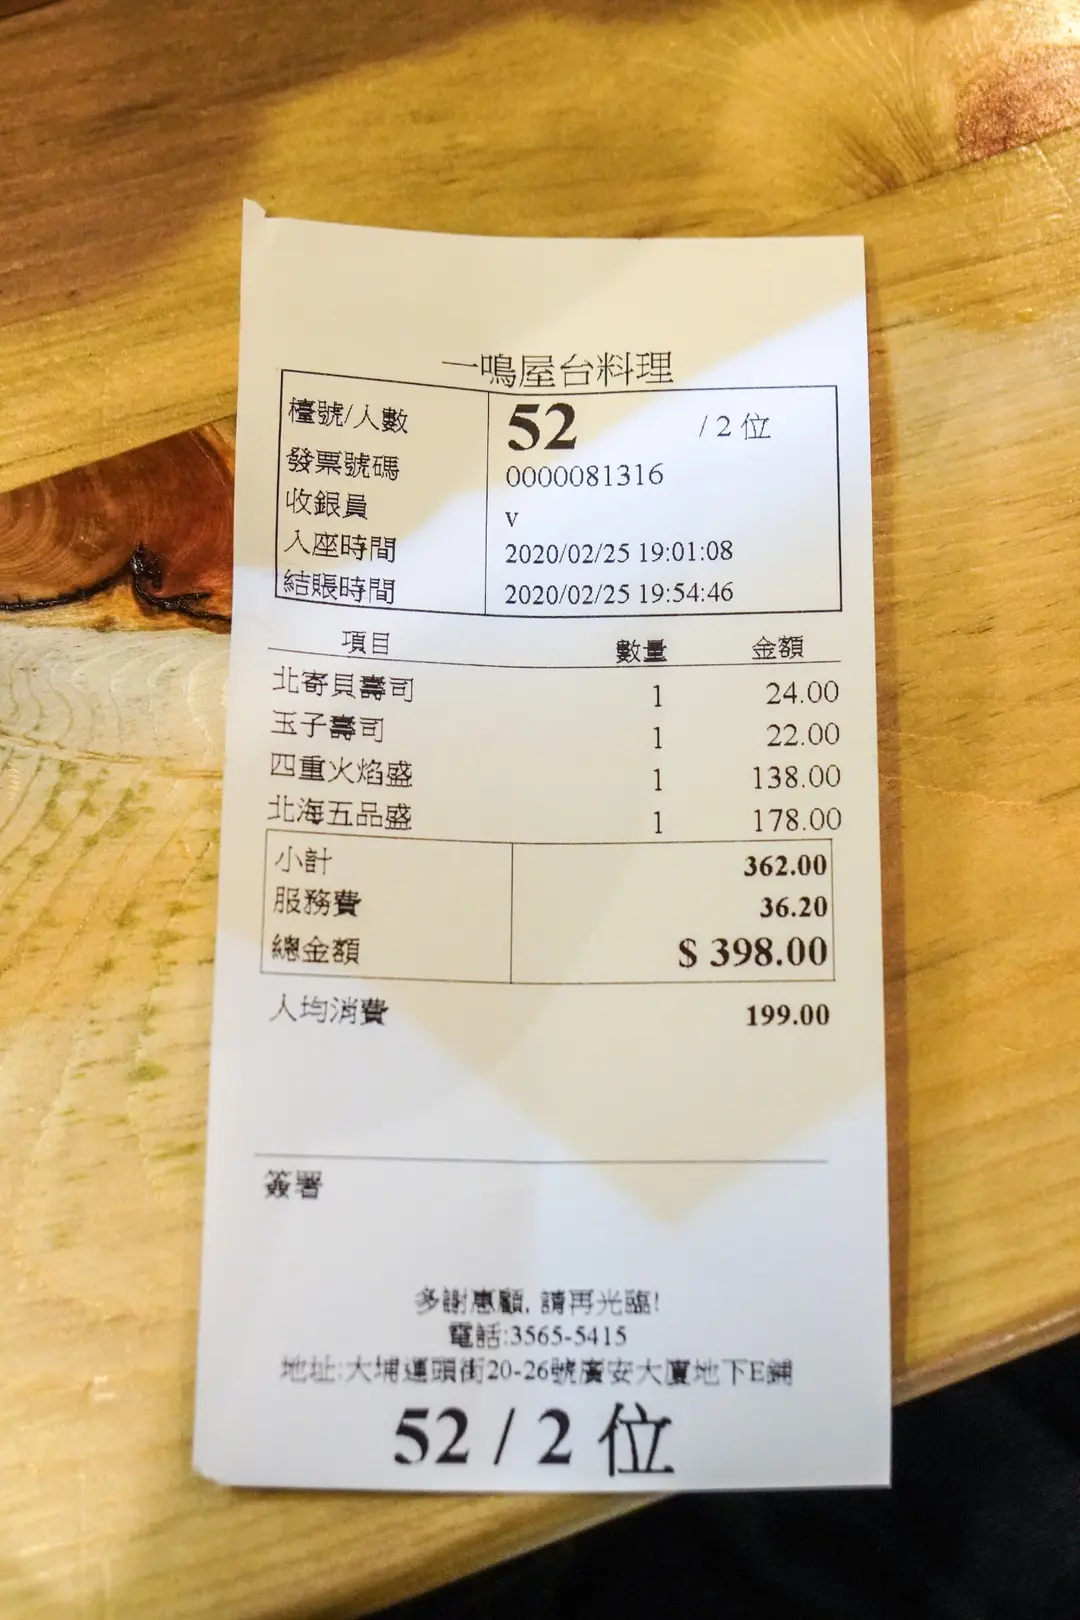 一鳴屋台料理
檯號/人數 52 / 2 位
發票號碼 0000081316
收銀員 v
入座時間 2020/02/25 19:01:08
結賬時間 2020/02/25 19:54:46
項目 數量 金額
北寄貝壽司 1 24.00
玉子壽司 1 22.00
四重火焰盛 1 138.00
北海五品盛 1 178.00
小計 362.00
服務費 36.20
總金額 $ 398.00
人均消費 199.00
簽署
多謝惠顧, 請再光臨!
電話:3565-5415
地址:大埔運頭街20-26號廣安大廈地下E鋪
52 / 2 位